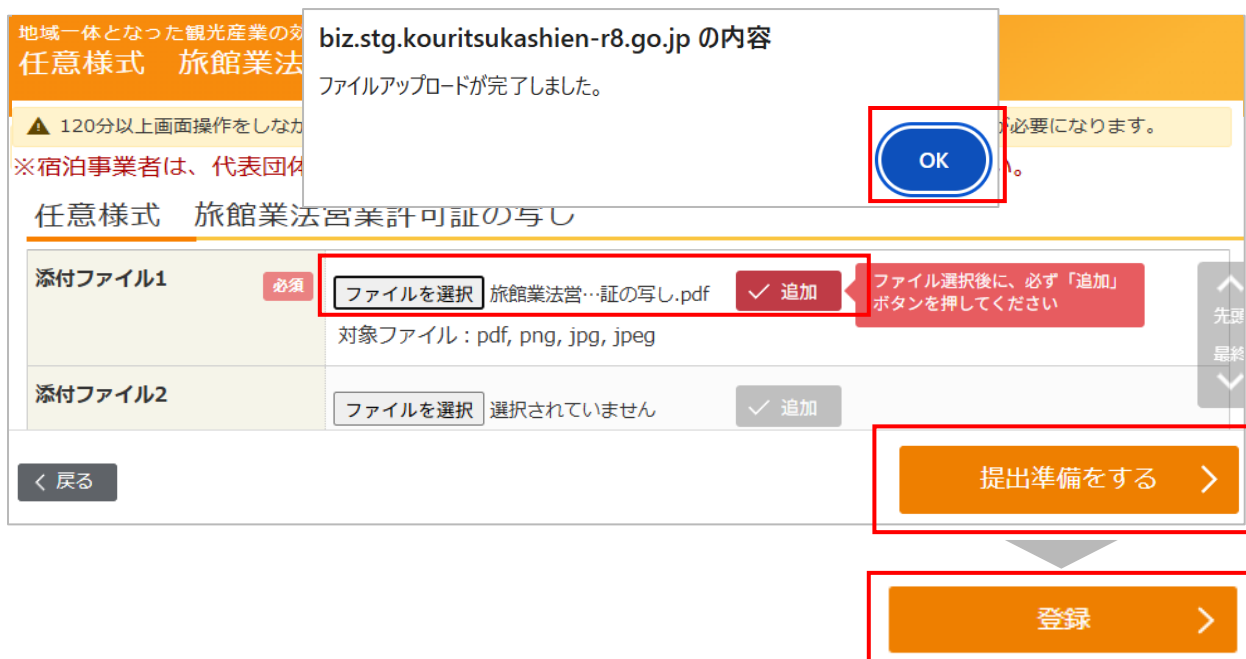 地域一体となった観光産業の効
任意様式　旅館業法
biz.stg.kouritsukashien-r8.go.jp の内容
ファイルアップロードが完了しました。
OK
120分以上画面操作をしなか
が必要になります。
※宿泊事業者は、代表団体
い。
任意様式　旅館業法営業許可証の写し
添付ファイル1
必須
ファイルを選択 旅館業法営…証の写し.pdf
追加
ファイル選択後に、必ず「追加」
ボタンを押してください
対象ファイル：pdf, png, jpg, jpeg
先頭
最終
添付ファイル2
ファイルを選択 選択されていません
追加
戻る
提出準備をする
登録